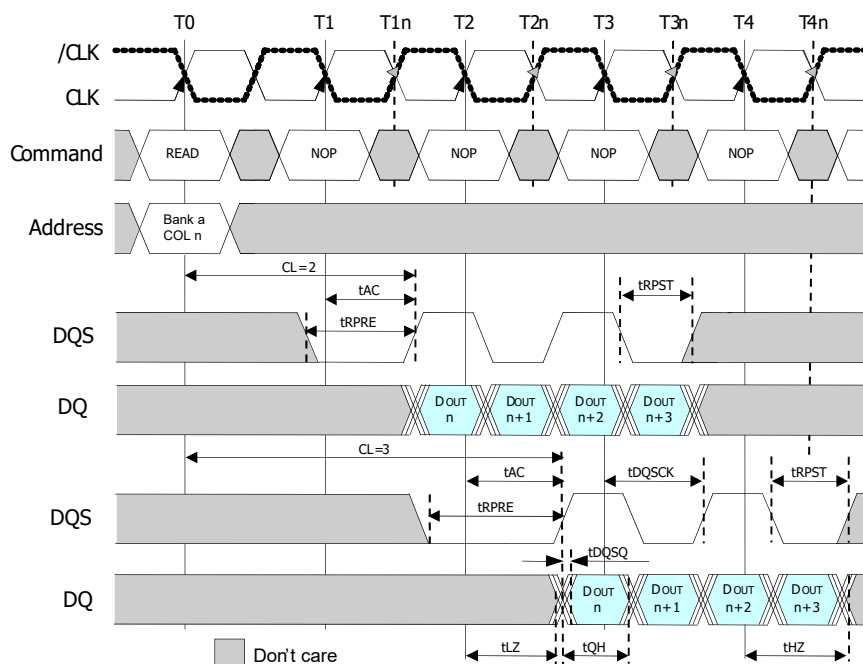 T0 T1 T1n T2 T2n T3 T3n T4 T4n
/CLK
CLK
Command READ NOP NOP NOP NOP
Address Bank a
COL n
CL=2
tAC tRPST
tRPRE
DQS
DQ DOUT n DOUT n+1 DOUT n+2 DOUT n+3
CL=3
tAC tDQSCK tRPST
tRPRE
DQS
tDQSQ
DQ DOUT n DOUT n+1 DOUT n+2 DOUT n+3
tLZ tQH tHZ
Don't care